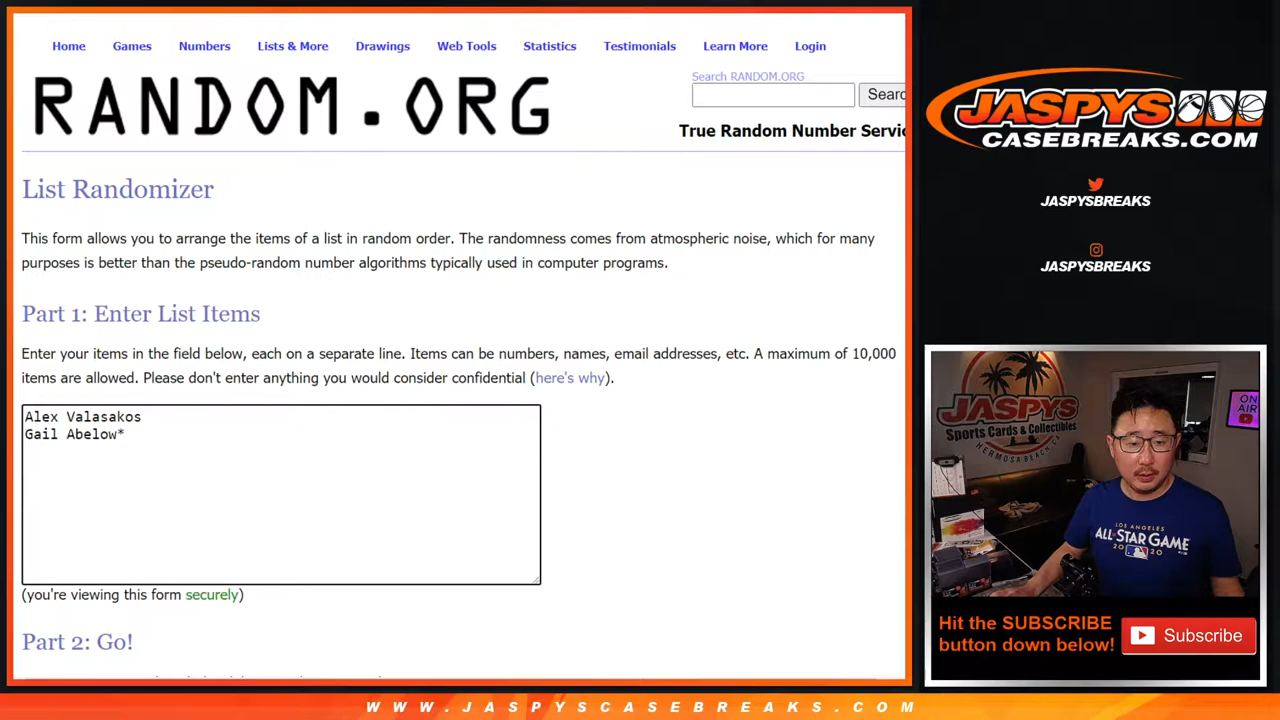 Home Games Numbers Lists & More Drawings Web Tools Statistics Testimonials Learn More Login
RANDOM.ORG
Search RANDOM.ORG
Searc
True Random Number Servic
List Randomizer
This form allows you to arrange the items of a list in random order. The randomness comes from atmospheric noise, which for many
purposes is better than the pseudo-random number algorithms typically used in computer programs.
Part 1: Enter List Items
Enter your items in the field below, each on a separate line. Items can be numbers, names, email addresses, etc. A maximum of 10,000
items are allowed. Please don't enter anything you would consider confidential (here's why).
Alex Valasakos
Gail Abelow*
(you're viewing this form securely)
Part 2: Go!
JASPYS
CASEBREAKS.COM
JASPYSBREAKS
JASPYSBREAKS
JASPYS
Sports Cards & Collectibles
HERMOSA BEACH, CA
ON
AIR
LOS ANGELES
ALL STAR GAME
2020
Hit the SUBSCRIBE
button down below!
Subscribe
WWW.JASPYSCASEBREAKS.COM